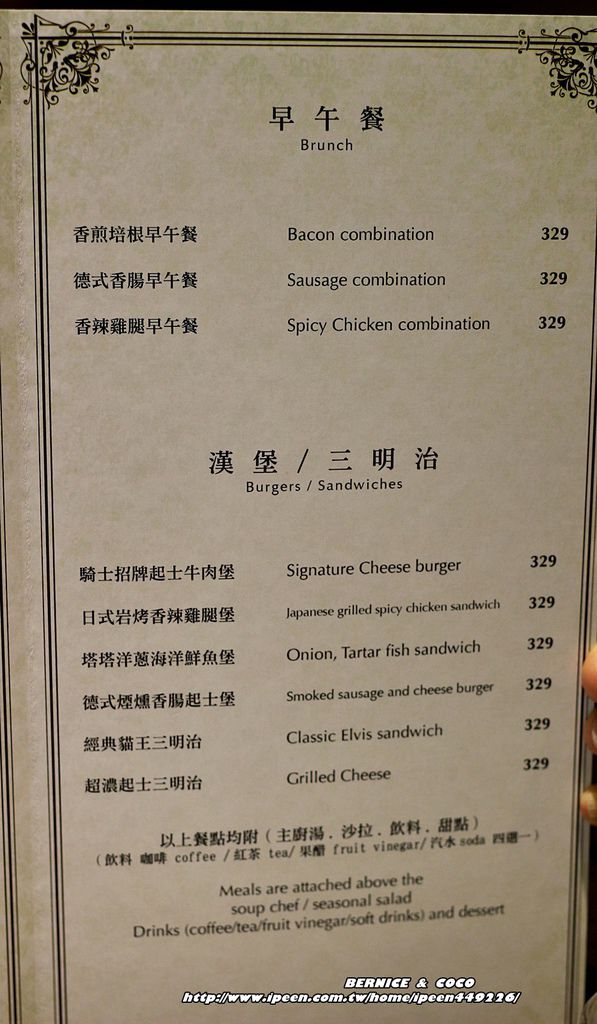 早午餐
Brunch
香煎培根早午餐 Bacon combination 329
德式香腸早午餐 Sausage combination 329
香辣雞腿早午餐 Spicy Chicken combination 329
漢堡 / 三明治
Burgers / Sandwiches
騎士招牌起士牛肉堡 Signature Cheese burger 329
日式岩烤香辣雞腿堡 Japanese grilled spicy chicken sandwich 329
塔塔洋蔥海洋鮮魚堡 Onion, Tartar fish sandwich 329
德式煙燻香腸起士堡 Smoked sausage and cheese burger 329
經典貓王三明治 Classic Elvis sandwich 329
超濃起士三明治 Grilled Cheese 329
以上餐點均附 ( 主廚湯 . 沙拉 . 飲料 . 甜點 )
( 飲料 咖啡 coffee / 紅茶 tea/ 果醋 fruit vinegar/ 汽水 soda 四選一 )
Meals are attached above the
soup chef / seasonal salad
Drinks (coffee/tea/fruit vinegar/soft drinks) and dessert
BERNICE & COCO
http://www.ipeen.com.tw/home/ipeen449226/